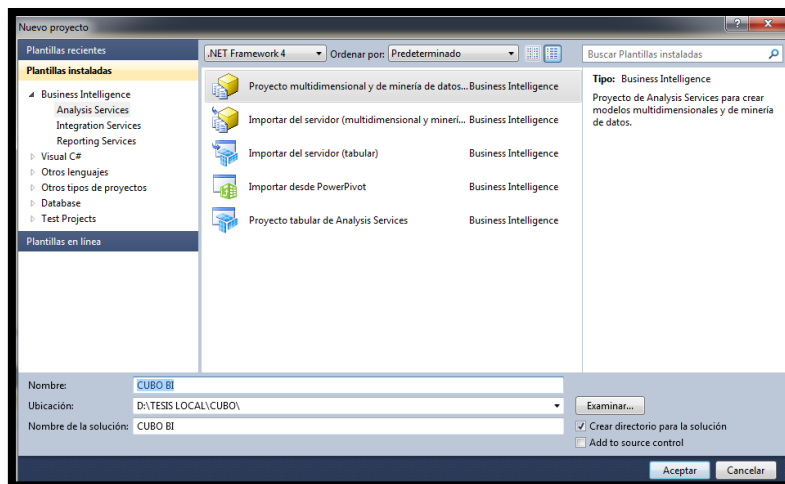 Nuevo proyecto
Plantillas recientes
.NET Framework 4
Ordenar por: Predeterminado
Buscar Plantillas instaladas
Plantillas instaladas
Business Intelligence
Analysis Services
Integration Services
Reporting Services
Visual C#
Otros lenguajes
Otros tipos de proyectos
Database
Test Projects
Plantillas en línea
Proyecto multidimensional y de minería de datos... Business Intelligence
Importar del servidor (multidimensional y minerí... Business Intelligence
Importar del servidor (tabular) Business Intelligence
Importar desde PowerPivot Business Intelligence
Proyecto tabular de Analysis Services Business Intelligence
Tipo: Business Intelligence
Proyecto de Analysis Services para crear
modelos multidimensionales y de minería
de datos.
Nombre: CUBO BI
Ubicación: D:\TESIS LOCAL\CUBO\
Examinar...
Nombre de la solución: CUBO BI
Crear directorio para la solución
Add to source control
Aceptar Cancelar